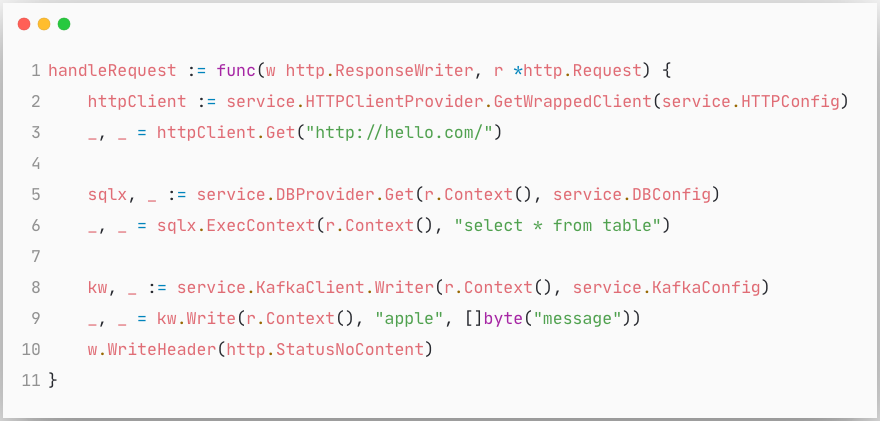 1 handleRequest := func(w http.ResponseWriter, r *http.Request) {
2     httpClient := service.HTTPClientProvider.GetWrappedClient(service.HTTPConfig)
3     _, _ = httpClient.Get("http://hello.com/")
4
5     sqlx, _ := service.DBProvider.Get(r.Context(), service.DBConfig)
6     _, _ = sqlx.ExecContext(r.Context(), "select * from table")
7
8     kw, _ := service.KafkaClient.Writer(r.Context(), service.KafkaConfig)
9     _, _ = kw.Write(r.Context(), "apple", []byte("message"))
10     w.WriteHeader(http.StatusNoContent)
11 }